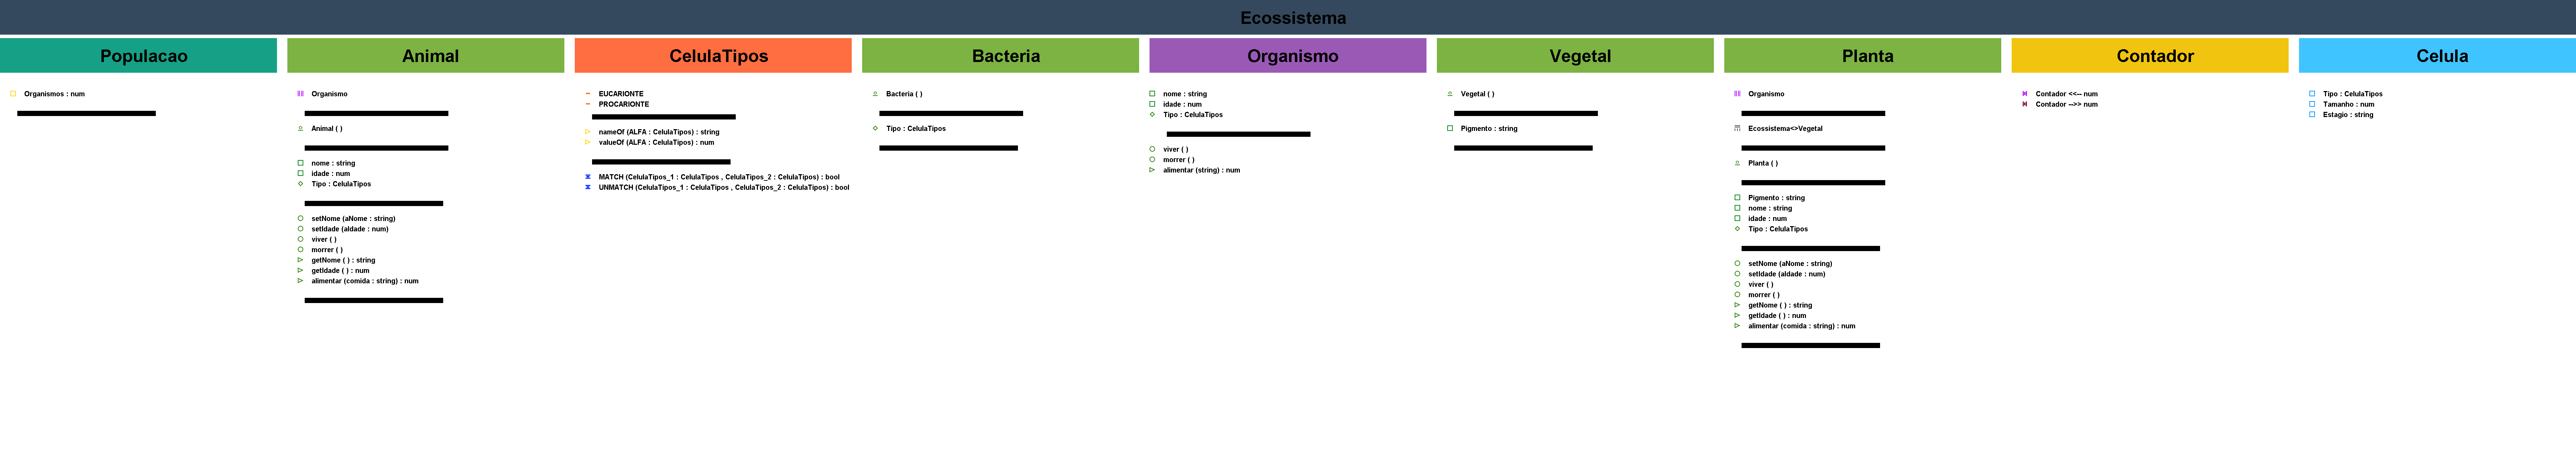 Ecossistema
Populacao
Organismos : num
Animal
Organismo
Animal ( )
nome : string
idade : num
Tipo : CelulaTipos
setNome (aNome : string)
setIdade (aIdade : num)
viver ( )
morrer ( )
getNome ( ) : string
getIdade ( ) : num
alimentar (comida : string) : num
CelulaTipos
EUCARIONTE
PROCARIONTE
nameOf (ALFA : CelulaTipos) : string
valueOf (ALFA : CelulaTipos) : num
MATCH (CelulaTipos_1 : CelulaTipos , CelulaTipos_2 : CelulaTipos) : bool
UNMATCH (CelulaTipos_1 : CelulaTipos , CelulaTipos_2 : CelulaTipos) : bool
Bacteria
Bacteria ( )
Tipo : CelulaTipos
Organismo
nome : string
idade : num
Tipo : CelulaTipos
viver ( )
morrer ( )
alimentar (string) : num
Vegetal
Vegetal ( )
Pigmento : string
Planta
Organismo
Ecossistema<>Vegetal
Planta ( )
Pigmento : string
nome : string
idade : num
Tipo : CelulaTipos
setNome (aNome : string)
setIdade (aIdade : num)
viver ( )
morrer ( )
getNome ( ) : string
getIdade ( ) : num
alimentar (comida : string) : num
Contador
Contador <<-- num
Contador -->> num
Celula
Tipo : CelulaTipos
Tamanho : num
Estagio : string